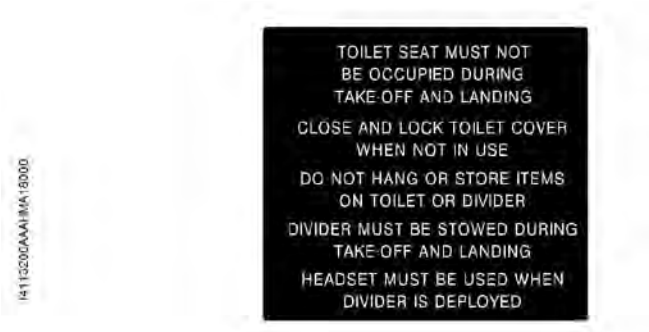 TOILET SEAT MUST NOT
BE OCCUPIED DURING
TAKE-OFF AND LANDING
CLOSE AND LOCK TOILET COVER
WHEN NOT IN USE
DO NOT HANG OR STORE ITEMS
ON TOILET OR DIVIDER
DIVIDER MUST BE STOWED DURING
TAKE-OFF AND LANDING
HEADSET MUST BE USED WHEN
DIVIDER IS DEPLOYED
I4113200AAAHMA18000